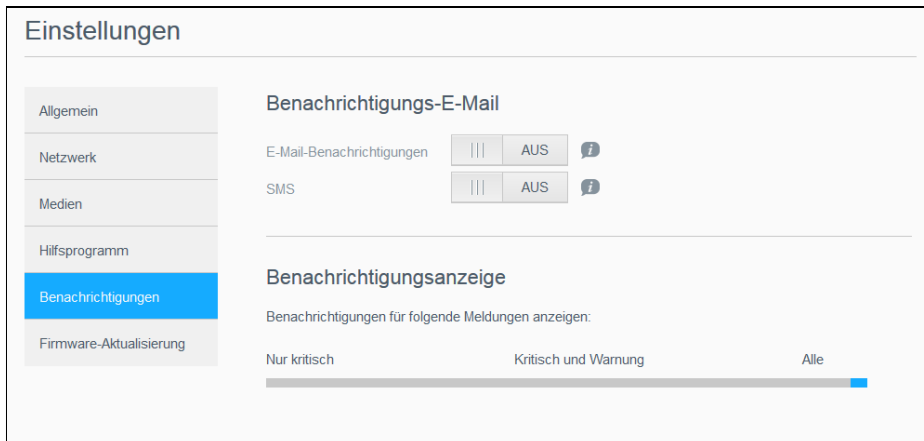 Einstellungen
Allgemein
Netzwerk
Medien
Hilfsprogramm
Benachrichtigungen
Firmware-Aktualisierung
Benachrichtigungs-E-Mail
E-Mail-Benachrichtigungen AUS i
SMS AUS i
Benachrichtigungsanzeige
Benachrichtigungen für folgende Meldungen anzeigen:
Nur kritisch Kritisch und Warnung Alle